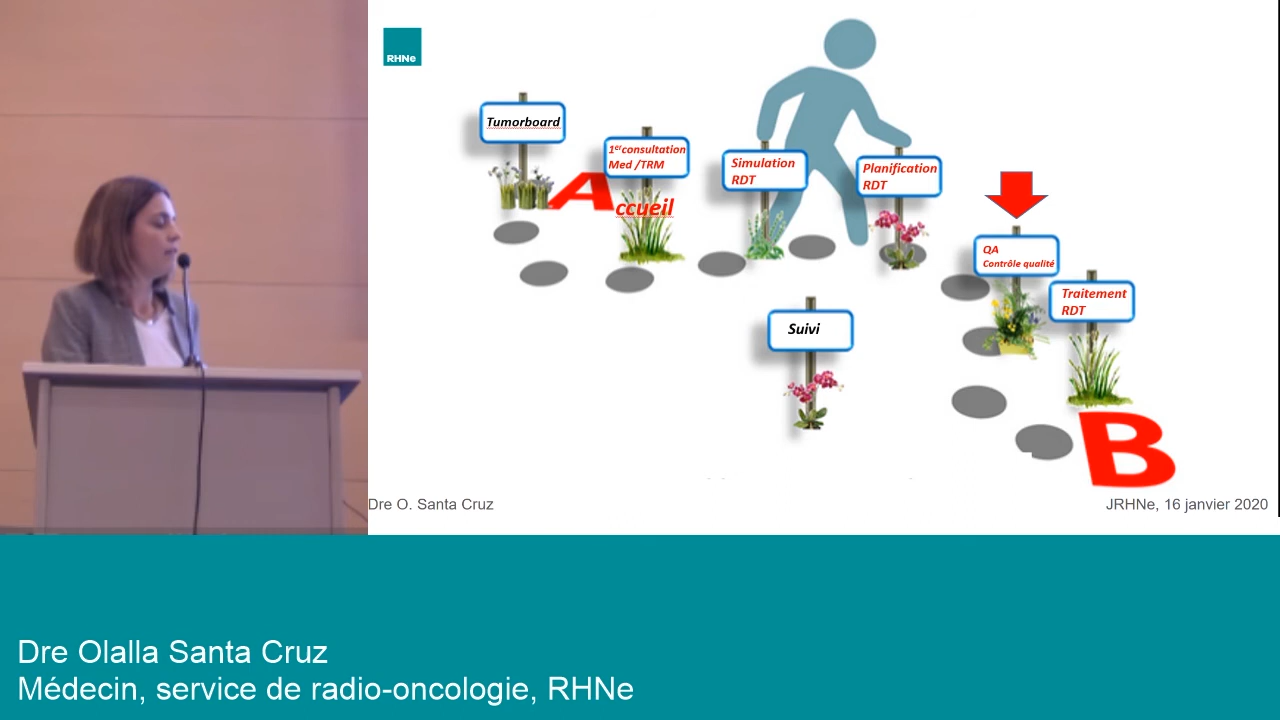 RHNe
Tumorboard
1er consultation
Med /TRM
Accueil
Simulation
RDT
Planification
RDT
QA
Contrôle qualité
Traitement
RDT
Suivi
B
Dre O. Santa Cruz
JRHNe, 16 janvier 2020
Dre Olalla Santa Cruz
Médecin, service de radio-oncologie, RHNe